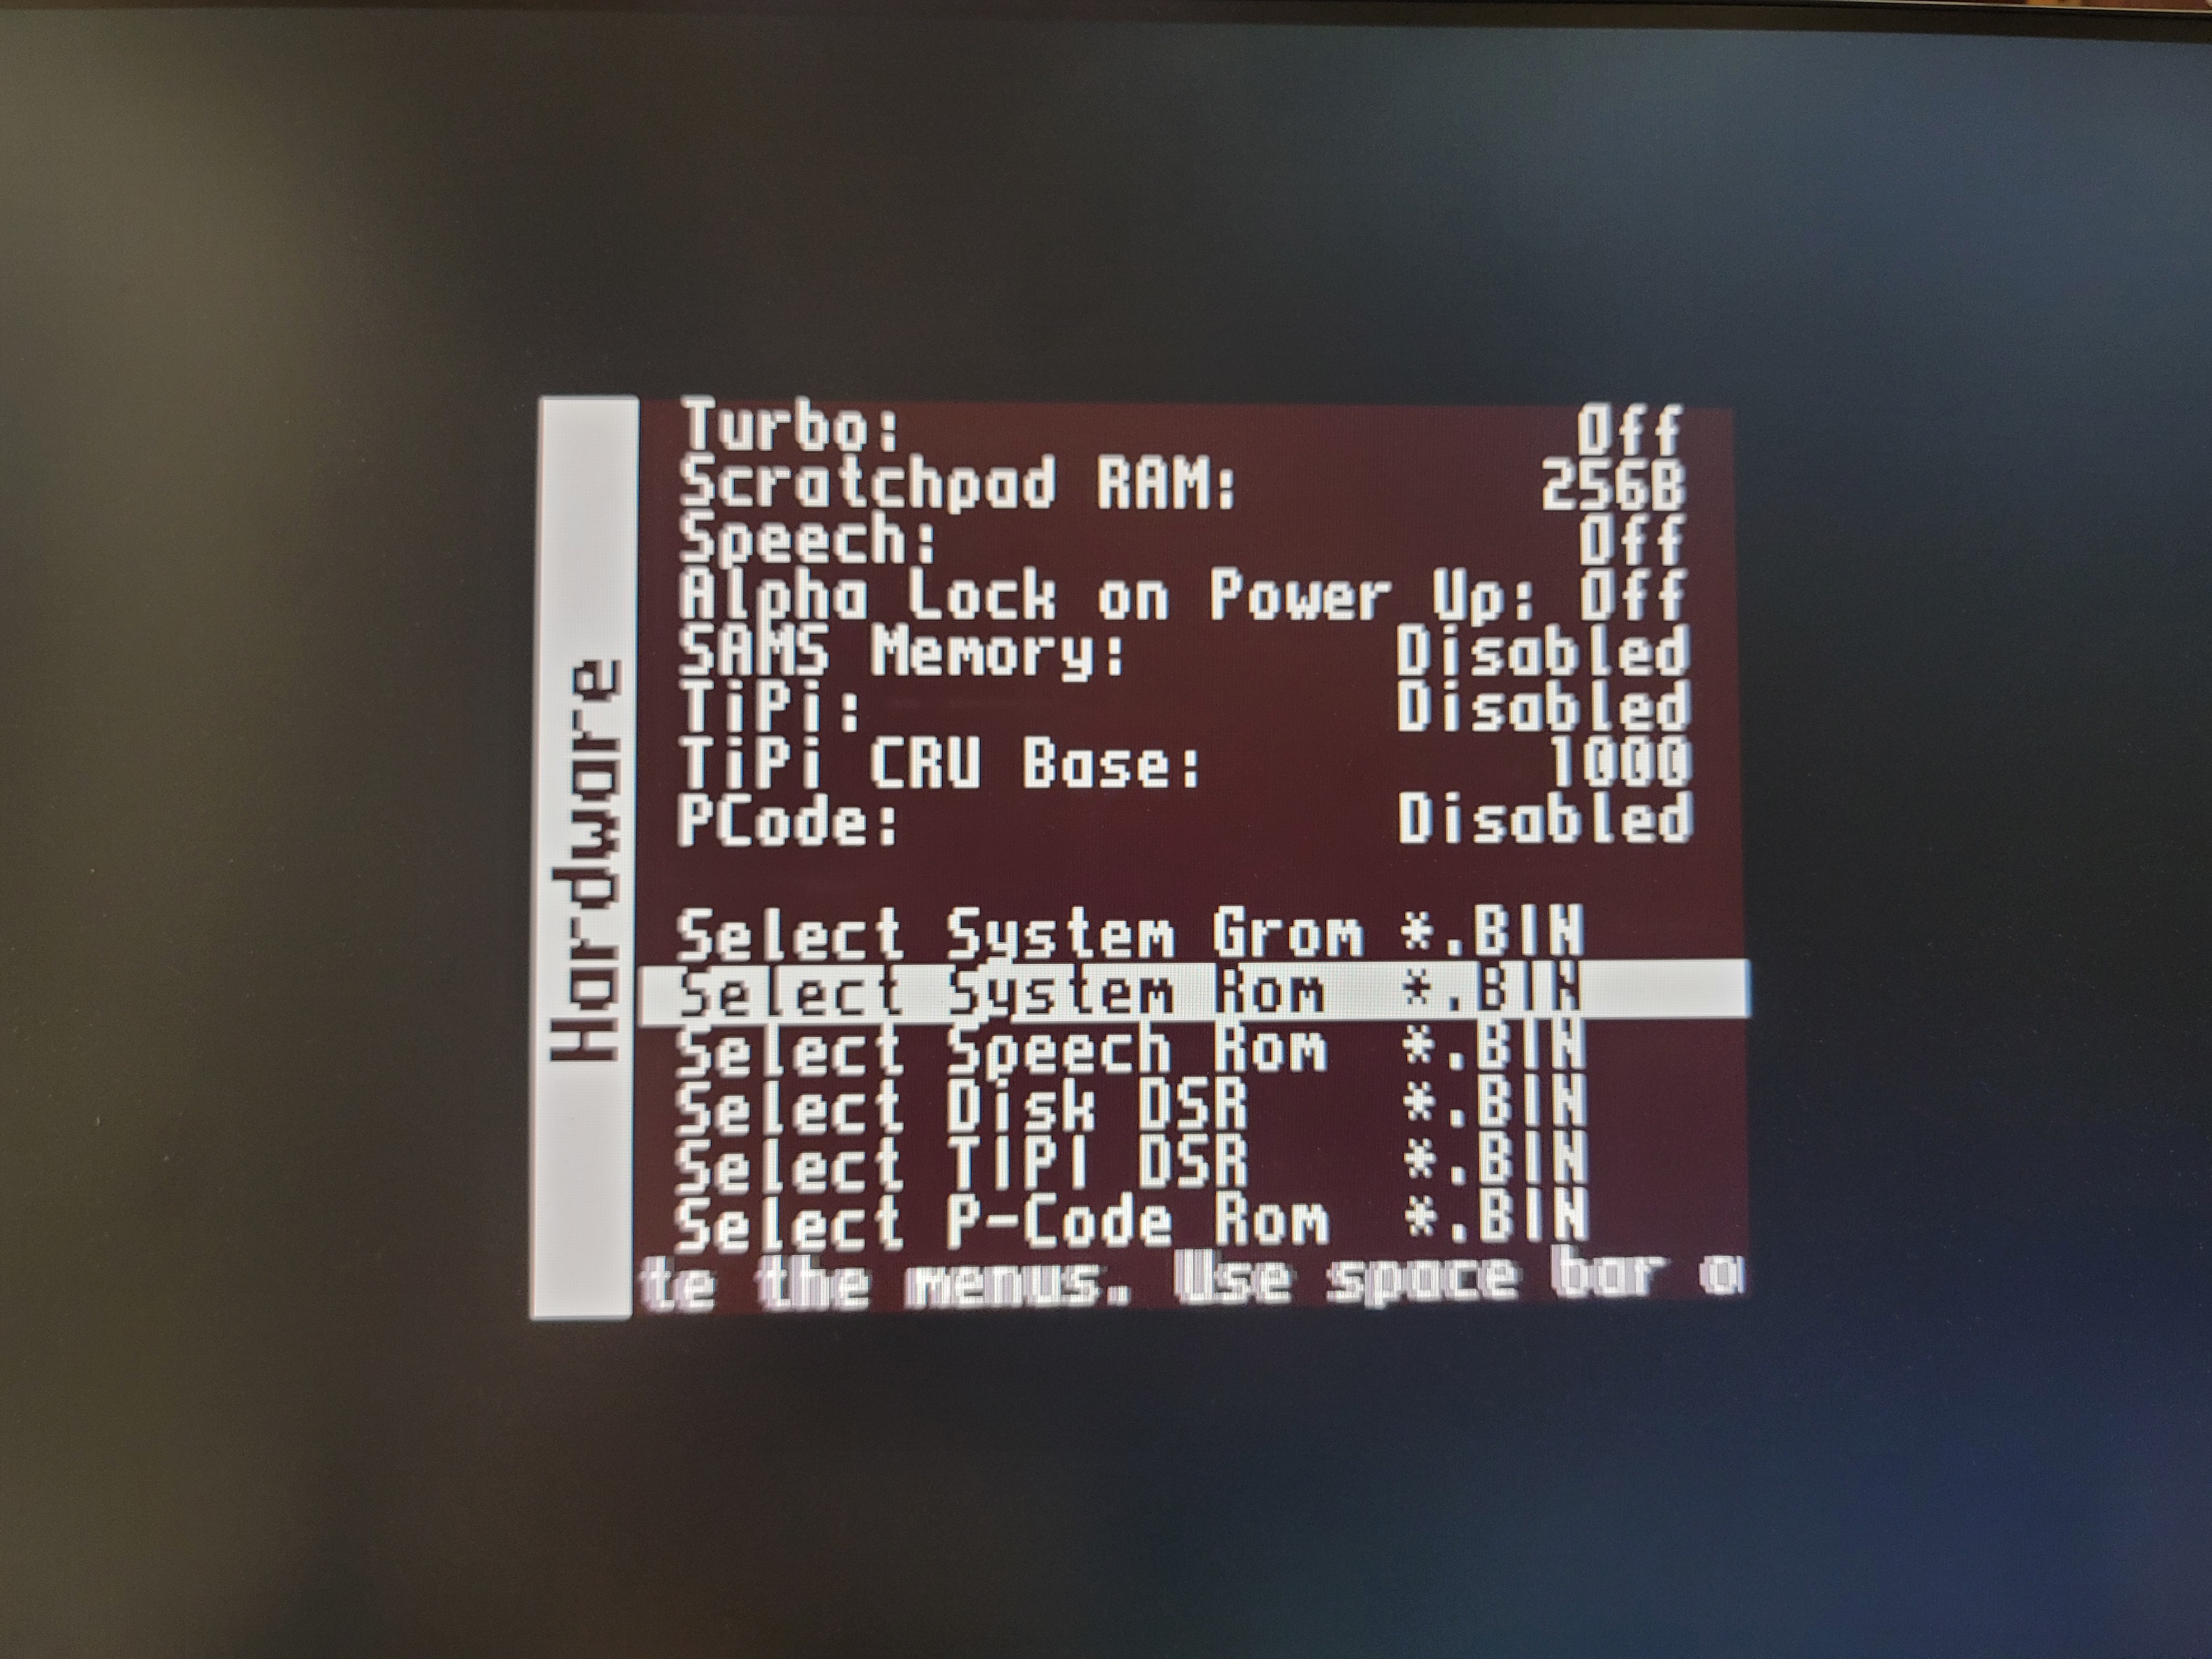 Hardware
Turbo: Off
Scratchpad RAM: 256B
Speech: Off
Alpha Lock on Power Up: Off
SAMS Memory: Disabled
TiPi: Disabled
TiPi CRU Base: 1000
PCode: Disabled
Select System Grom *.BIN
Select System Rom *.BIN
Select Speech Rom *.BIN
Select Disk DSR *.BIN
Select TIPI DSR *.BIN
Select P-Code Rom *.BIN
te the menus. Use space bar o